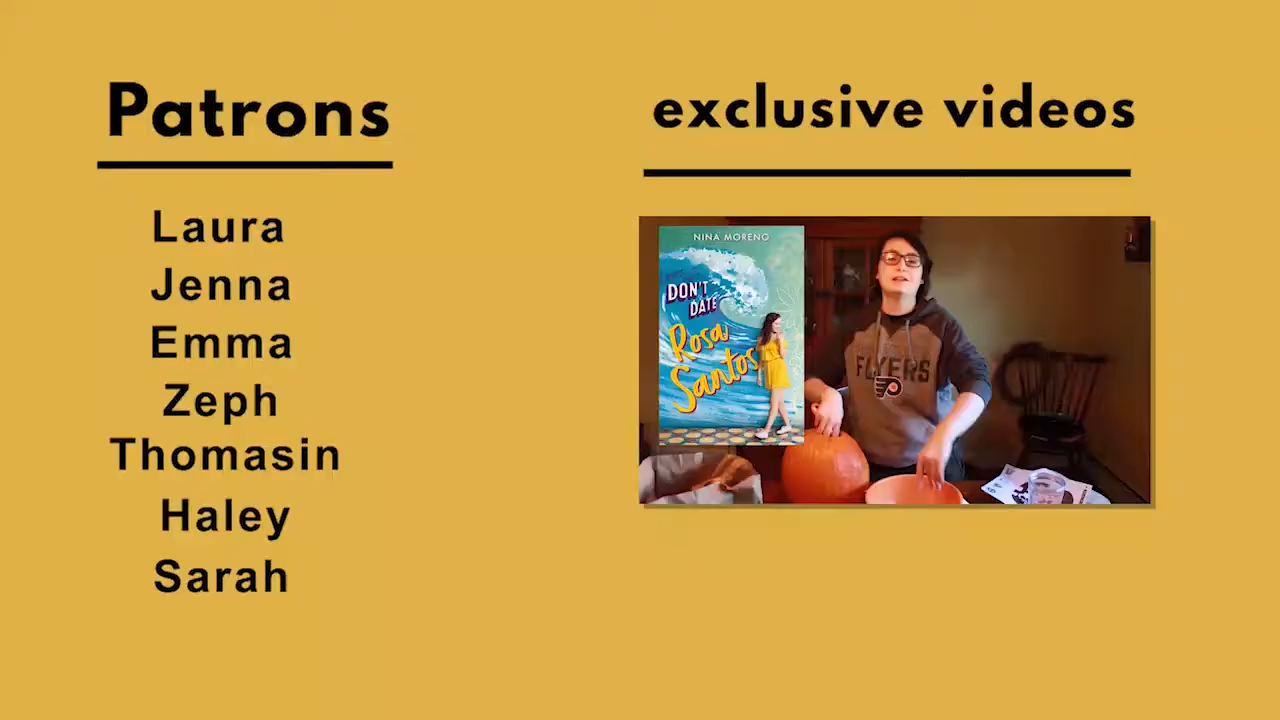 Patrons
Laura
Jenna
Emma
Zeph
Thomasin
Haley
Sarah
exclusive videos
NINA MORENO
DON'T
DATE
Rosa
Santos
FLYERS